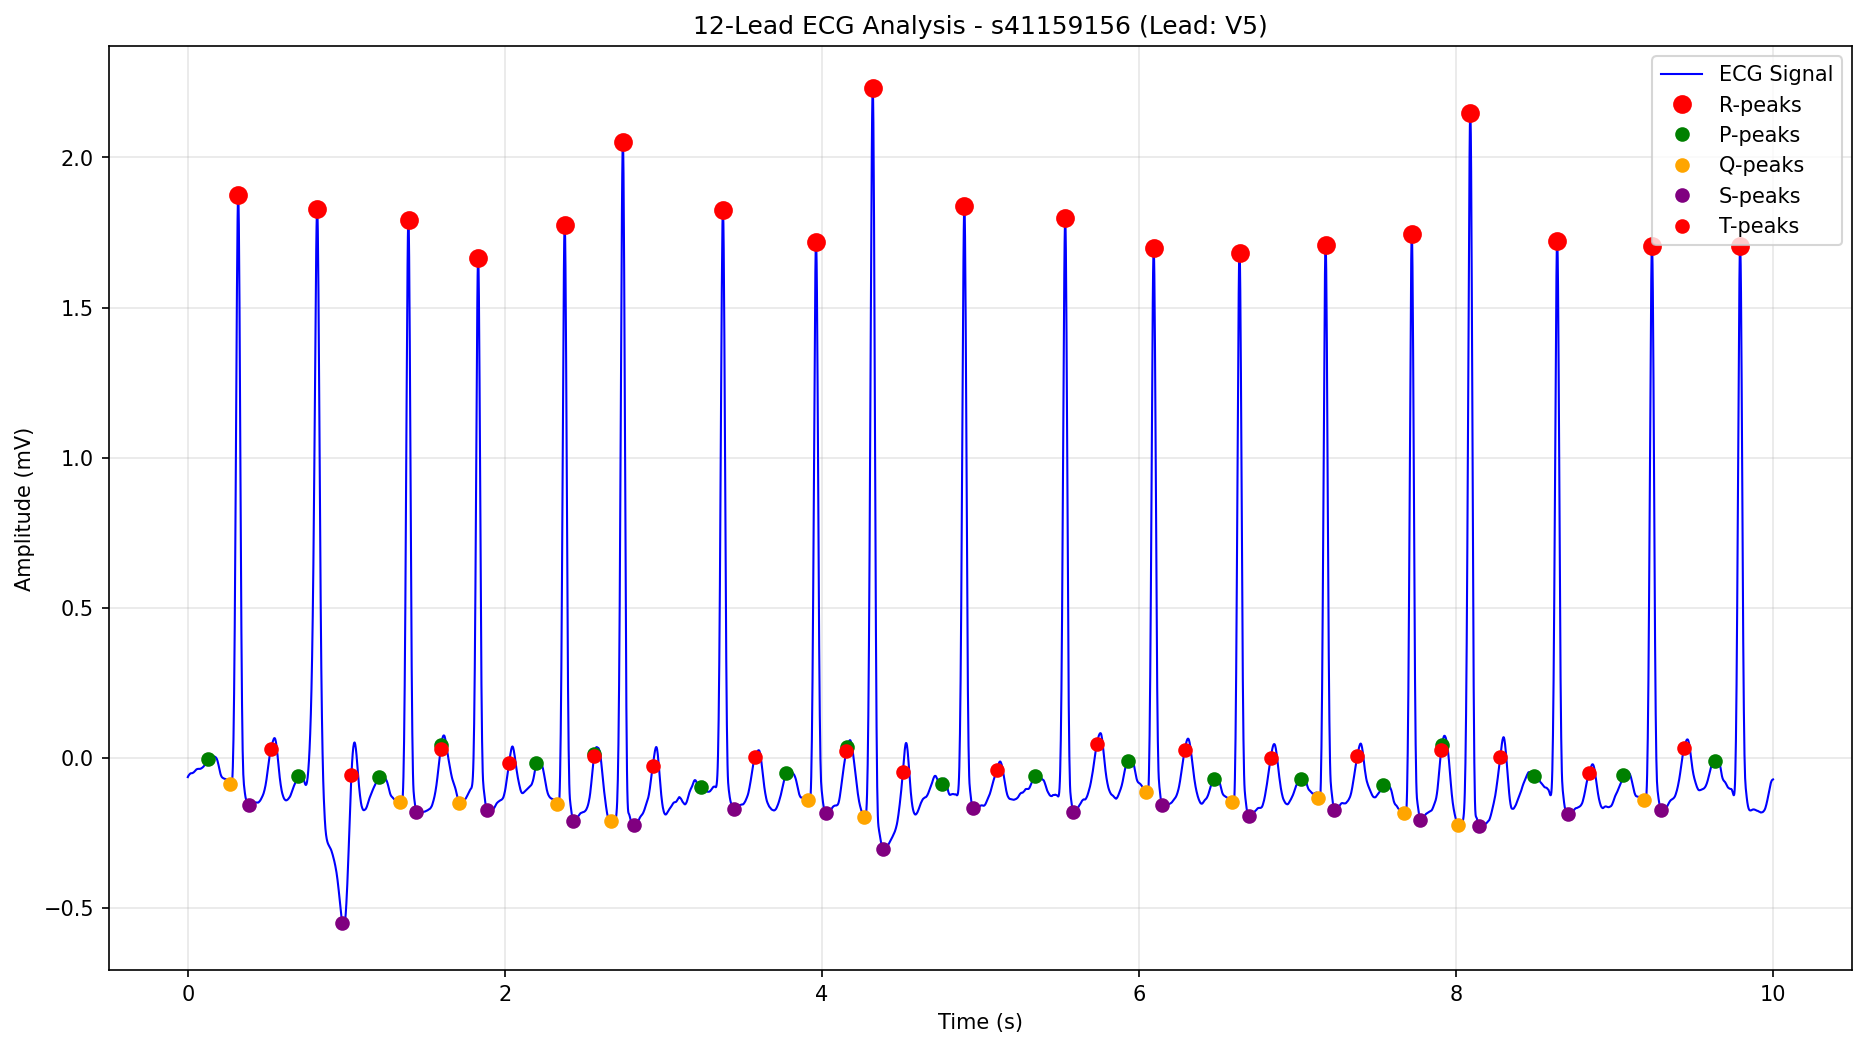 12-Lead ECG Analysis - s41159156 (Lead: V5)
ECG Signal
R-peaks
P-peaks
Q-peaks
S-peaks
T-peaks
Amplitude (mV)
2.0
1.5
1.0
0.5
0.0
−0.5
0 2 4 6 8 10
Time (s)